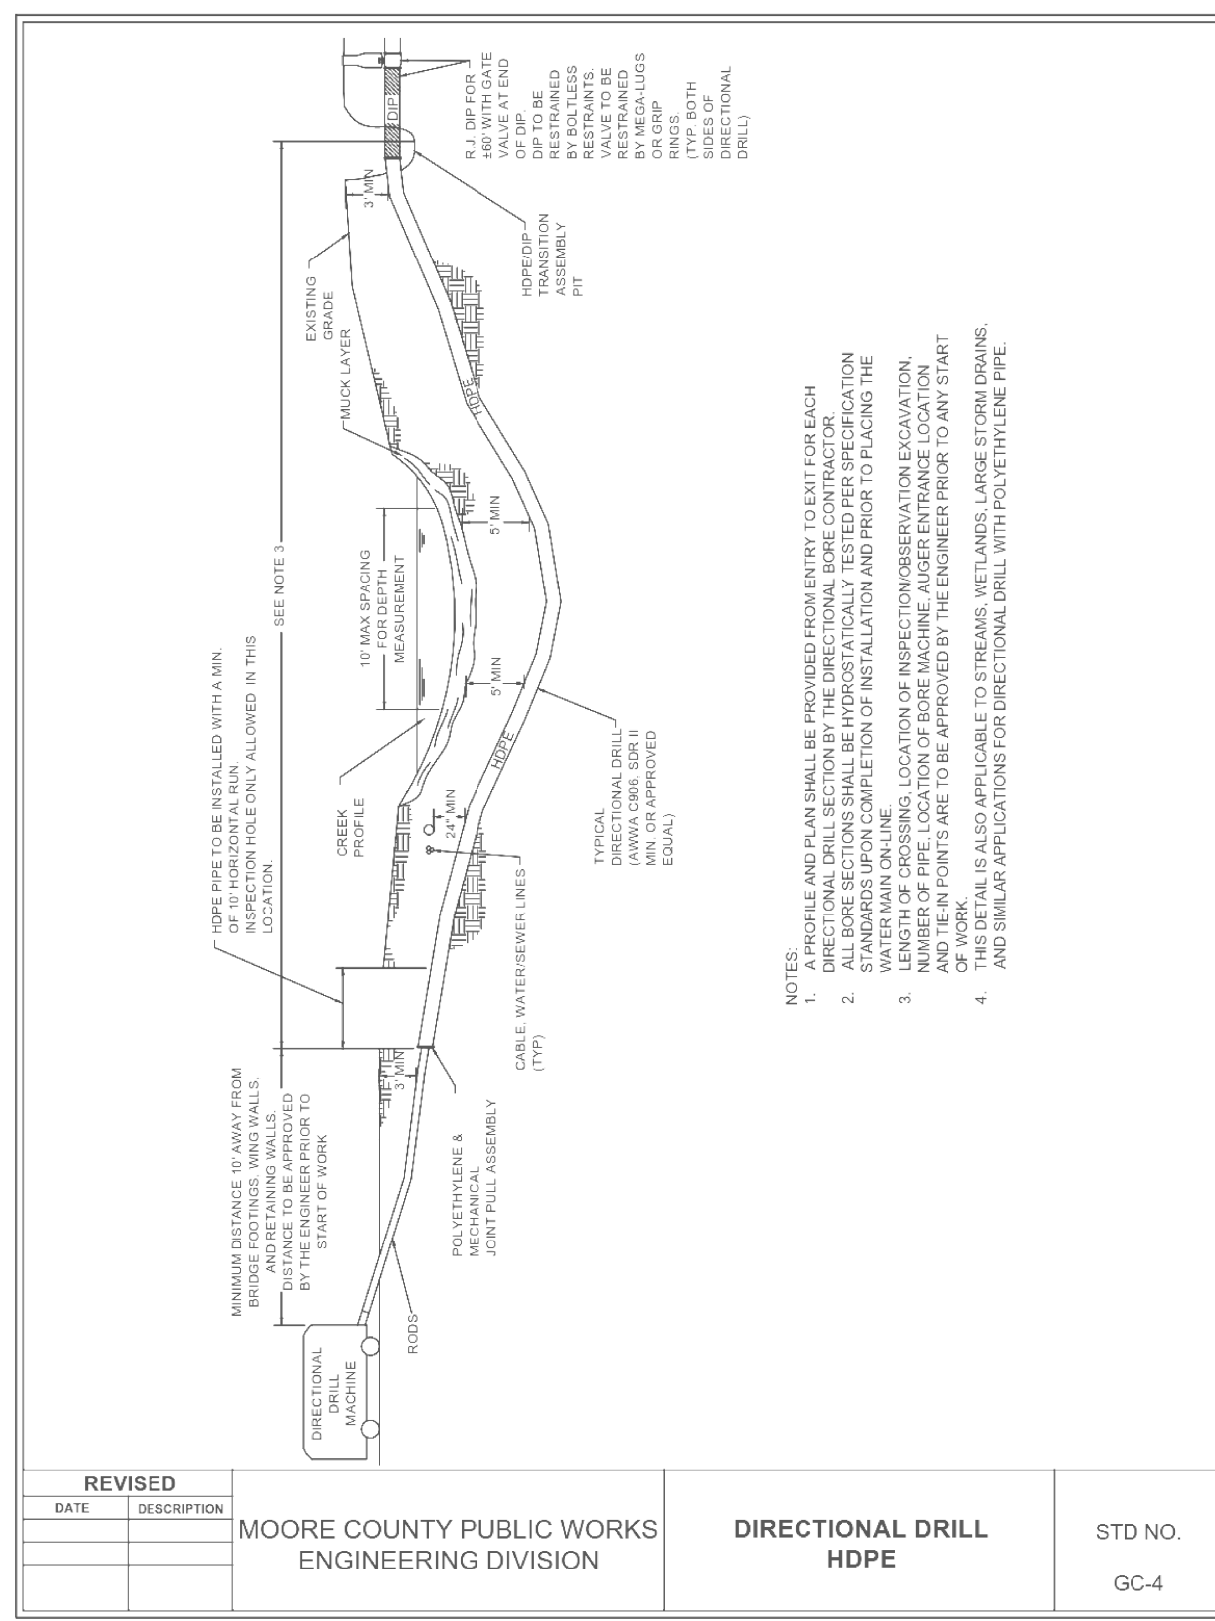 MINIMUM DISTANCE 10' AWAY FROM
BRIDGE FOOTINGS, WING WALLS,
AND RETAINING WALLS.
DISTANCE TO BE APPROVED
BY THE ENGINEER PRIOR TO
START OF WORK
HDPE PIPE TO BE INSTALLED WITH A MIN.
OF 10' HORIZONTAL RUN.
INSPECTION HOLE ONLY ALLOWED IN THIS
LOCATION.
SEE NOTE 3
DIRECTIONAL
DRILL
MACHINE
RODS
3' MIN
POLYETHYLENE &
MECHANICAL
JOINT PULL ASSEMBLY
CREEK
PROFILE
10' MAX SPACING
FOR DEPTH
MEASUREMENT
MUCK LAYER
EXISTING
GRADE
3' MIN
DIP
24" MIN
HDPE
5' MIN
5' MIN
HDPE
CABLE, WATER/SEWER LINES
(TYP)
TYPICAL
DIRECTIONAL DRILL
(AWWA C906, SDR II
MIN. OR APPROVED
EQUAL)
HDPE/DIP
TRANSITION
ASSEMBLY
PIT
R.J. DIP FOR
±60' WITH GATE
VALVE AT END
OF DIP.
DIP TO BE
RESTRAINED
BY BOLTLESS
RESTRAINTS.
VALVE TO BE
RESTRAINED
BY MEGA-LUGS
OR GRIP
RINGS.
(TYP. BOTH
SIDES OF
DIRECTIONAL
DRILL)
NOTES:
1. A PROFILE AND PLAN SHALL BE PROVIDED FROM ENTRY TO EXIT FOR EACH
DIRECTIONAL DRILL SECTION BY THE DIRECTIONAL BORE CONTRACTOR.
2. ALL BORE SECTIONS SHALL BE HYDROSTATICALLY TESTED PER SPECIFICATION
STANDARDS UPON COMPLETION OF INSTALLATION AND PRIOR TO PLACING THE
WATER MAIN ON-LINE.
3. LENGTH OF CROSSING, LOCATION OF INSPECTION/OBSERVATION EXCAVATION,
NUMBER OF PIPE, LOCATION OF BORE MACHINE, AUGER ENTRANCE LOCATION
AND TIE-IN POINTS ARE TO BE APPROVED BY THE ENGINEER PRIOR TO ANY START
OF WORK.
4. THIS DETAIL IS ALSO APPLICABLE TO STREAMS, WETLANDS, LARGE STORM DRAINS,
AND SIMILAR APPLICATIONS FOR DIRECTIONAL DRILL WITH POLYETHYLENE PIPE.
REVISED
DATE DESCRIPTION
MOORE COUNTY PUBLIC WORKS
ENGINEERING DIVISION
DIRECTIONAL DRILL
HDPE
STD NO.
GC-4